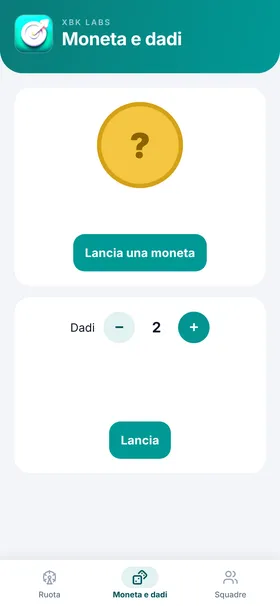 XBK LABS
Moneta e dadi
?
Lancia una moneta
Dadi − 2 +
Lancia
Ruota Moneta e dadi Squadre